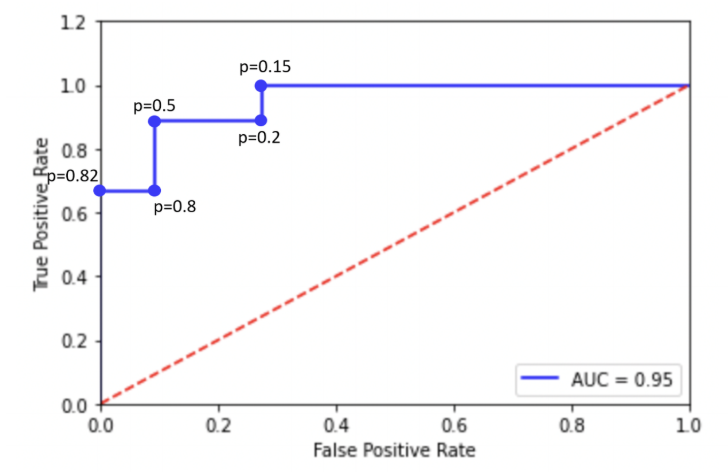 1.2
1.0
0.8
0.6
0.4
0.2
0.0
True Positive Rate
p=0.15
p=0.5
p=0.2
p=0.82
p=0.8
AUC = 0.95
0.0 0.2 0.4 0.6 0.8 1.0
False Positive Rate